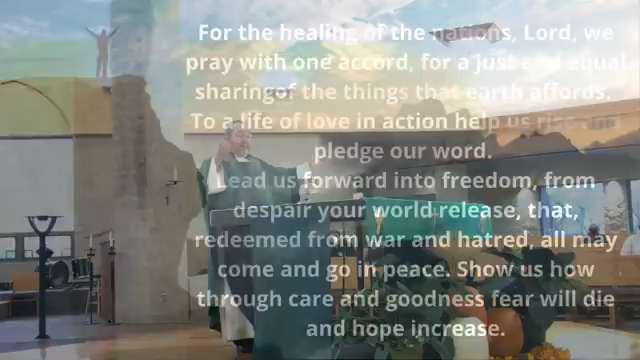 For the healing of the nations, Lord, we
pray with one accord, for a just and equal
sharingof the things that earth affords.
To a life of love in action help us rise and
pledge our word.
Lead us forward into freedom, from
despair your world release, that,
redeemed from war and hatred, all may
come and go in peace. Show us how
through care and goodness fear will die
and hope increase.